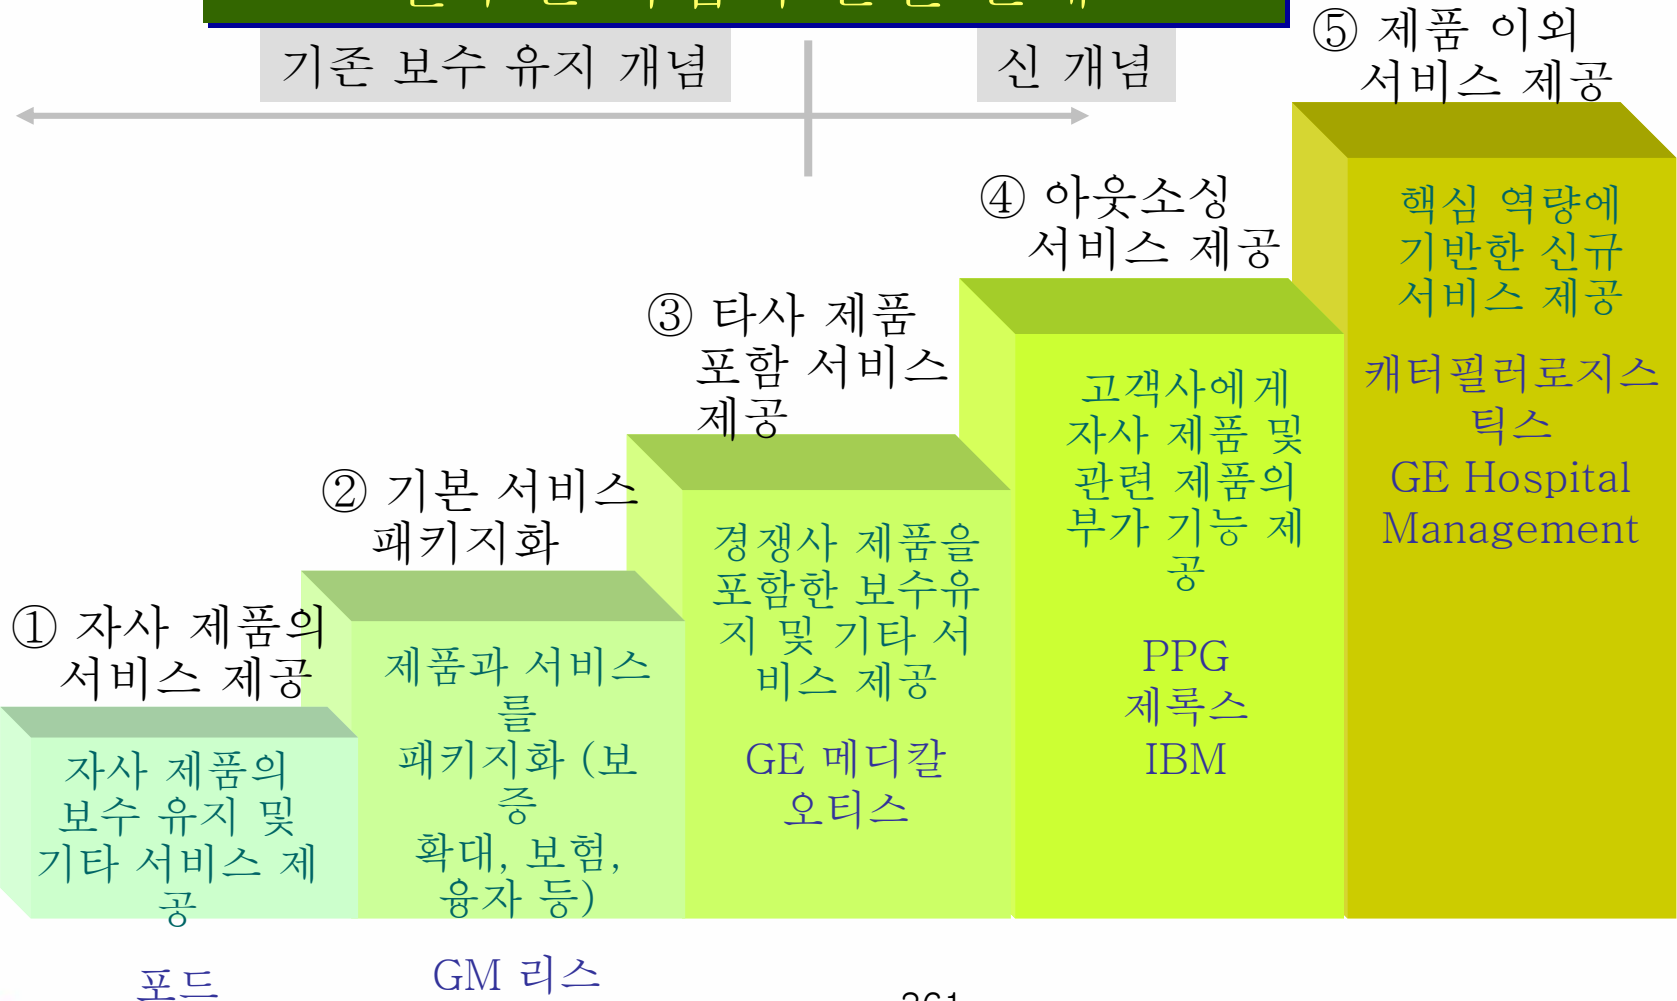 기존 보수 유지 개념
신 개념
⑤ 제품 이외
서비스 제공
핵심 역량에
기반한 신규
서비스 제공
캐터필러로지스
틱스
GE Hospital
Management
④ 아웃소싱
서비스 제공
고객사에게
자사 제품 및
관련 제품의
부가 기능 제
공
PPG
제록스
IBM
③ 타사 제품
포함 서비스
제공
경쟁사 제품을
포함한 보수유
지 및 기타 서
비스 제공
GE 메디칼
오티스
② 기본 서비스
패키지화
제품과 서비스
를
패키지화 (보
증
확대, 보험,
융자 등)
GM 리스
① 자사 제품의
서비스 제공
자사 제품의
보수 유지 및
기타 서비스 제
공
포드